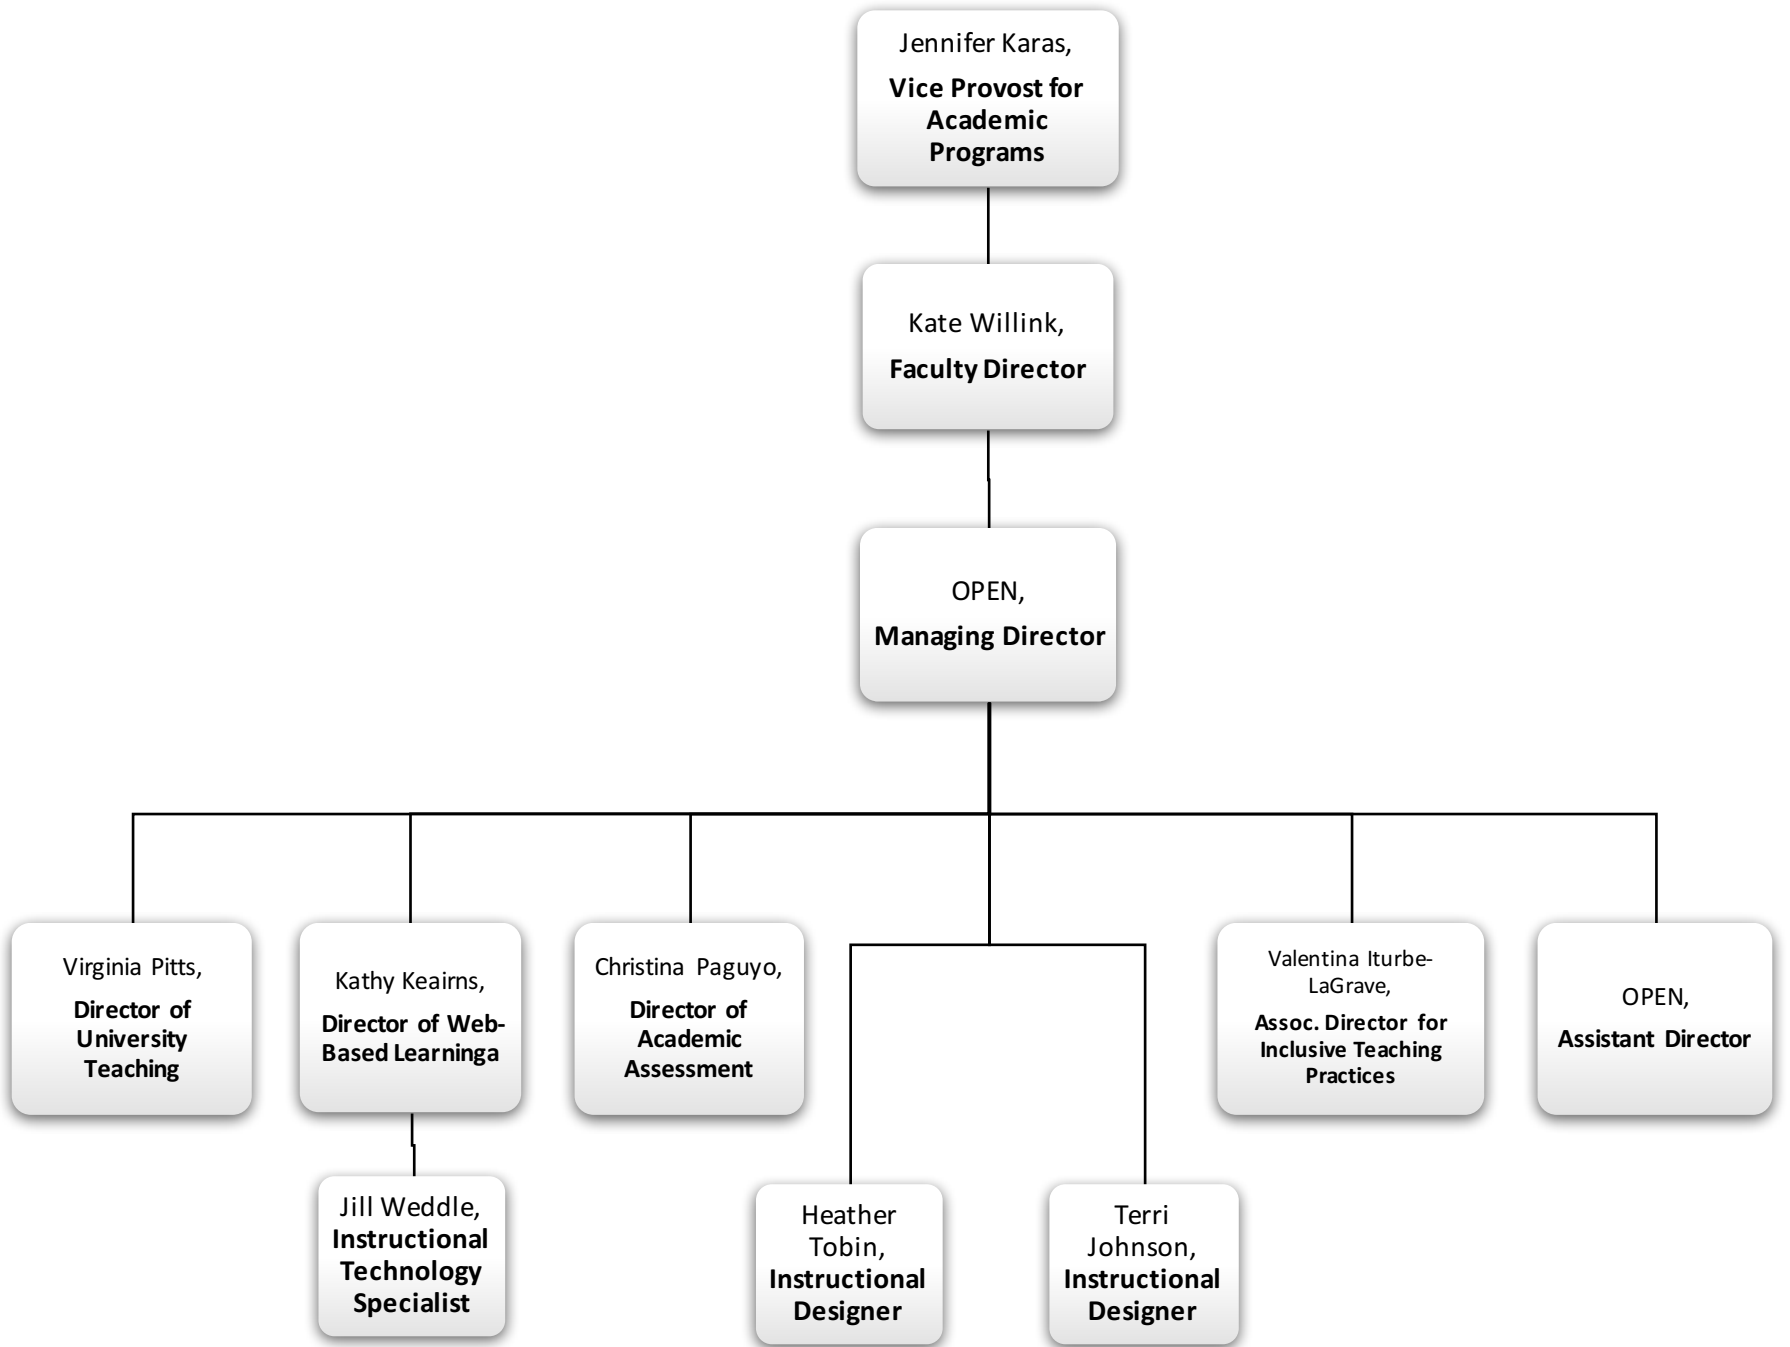 Jennifer Karas,
Vice Provost for
Academic
Programs
Kate Willink,
Faculty Director
OPEN,
Managing Director
Virginia Pitts,
Director of
University
Teaching
Kathy Keairns,
Director of Web-
Based Learninga
Christina Paguyo,
Director of
Academic
Assessment
Valentina Iturbe-
LaGrave,
Assoc. Director for
Inclusive Teaching
Practices
OPEN,
Assistant Director
Jill Weddle,
Instructional
Technology
Specialist
Heather
Tobin,
Instructional
Designer
Terri
Johnson,
Instructional
Designer